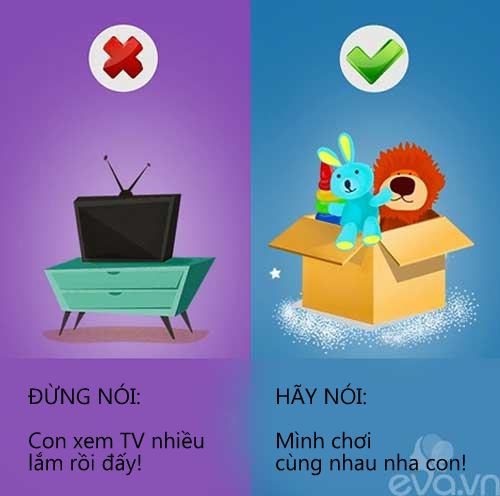 ĐỪNG NÓI:
Con xem TV nhiều
lắm rồi đấy!
HÃY NÓI:
Mình chơi
cùng nhau nha con!
eva.vn